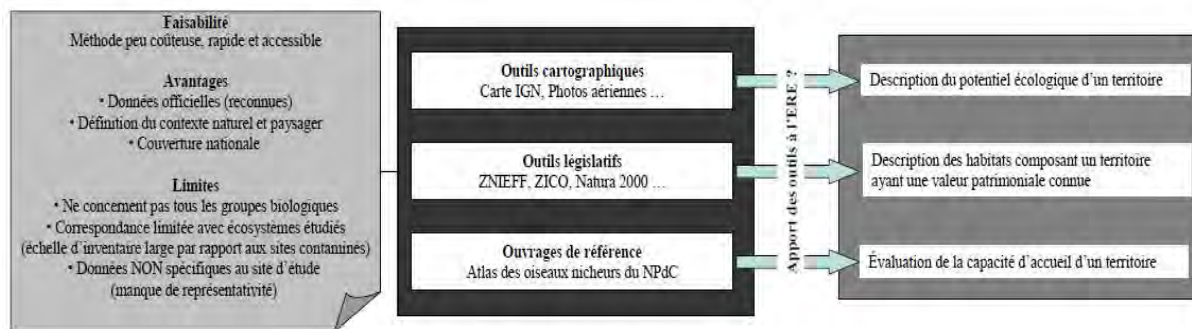 Faisabilité
Méthode peu coûteuse, rapide et accessible
Avantages
• Données officielles (reconnues)
• Définition du contexte naturel et paysager
• Couverture nationale
Limites
• Ne concernent pas tous les groupes biologiques
• Correspondance limitée avec écosystèmes étudiés
(échelle d’inventaire large par rapport aux sites contaminés)
• Données NON spécifiques au site d’étude
(manque de représentativité)
Outils cartographiques
Carte IGN, Photos aériennes …
Outils législatifs
ZNIEFF, ZICO, Natura 2000 …
Ouvrages de référence
Atlas des oiseaux nicheurs du NPdC
Apport des outils à l’ERE ?
Description du potentiel écologique d’un territoire
Description des habitats composant un territoire
ayant une valeur patrimoniale connue
Évaluation de la capacité d’accueil d’un territoire